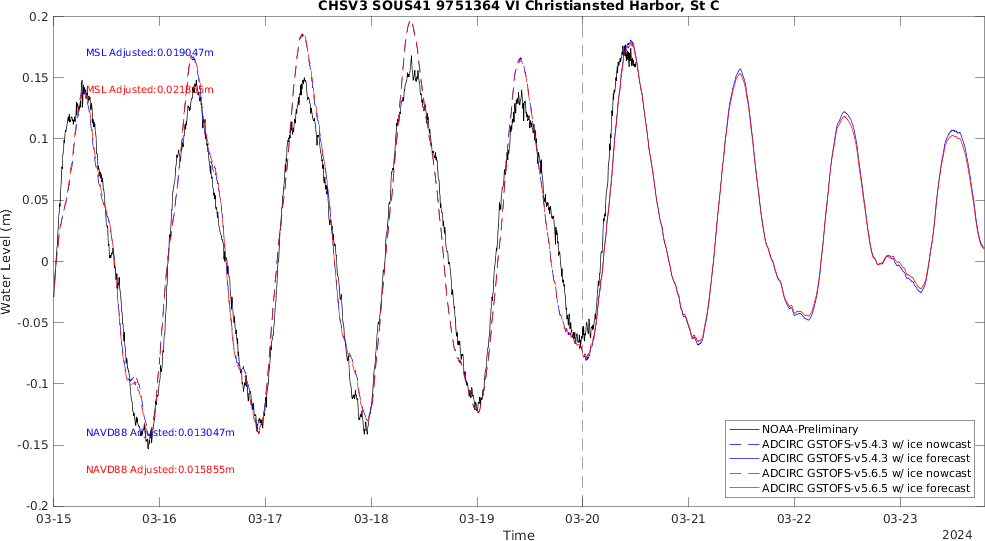 CHSV3 SOUS41 9751364 VI Christiansted Harbor, St C
0.2
0.15
0.1
0.05
0
-0.05
-0.1
-0.15
-0.2
Water Level (m)
MSL Adjusted:0.019047m
MSL Adjusted:
NAVD88 Adjusted:0.013047m
NAVD88 Adjusted:0.015855m
NOAA-Preliminary
ADCIRC GSTOFS-v5.4.3 w/ ice nowcast
ADCIRC GSTOFS-v5.4.3 w/ ice forecast
ADCIRC GSTOFS-v5.6.5 w/ ice nowcast
ADCIRC GSTOFS-v5.6.5 w/ ice forecast
03-15 03-16 03-17 03-18 03-19 03-20 03-21 03-22 03-23
Time
2024